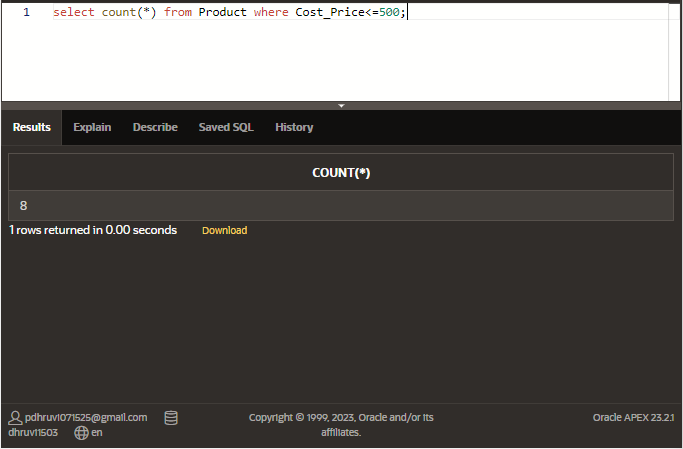 1 select count(*) from Product where Cost_Price<=500;
Results Explain Describe Saved SQL History
COUNT(*)
8
1 rows returned in 0.00 seconds Download
pdhruv1071525@gmail.com
dhruv11503 en
Copyright © 1999, 2023, Oracle and/or its
affiliates.
Oracle APEX 23.2.1